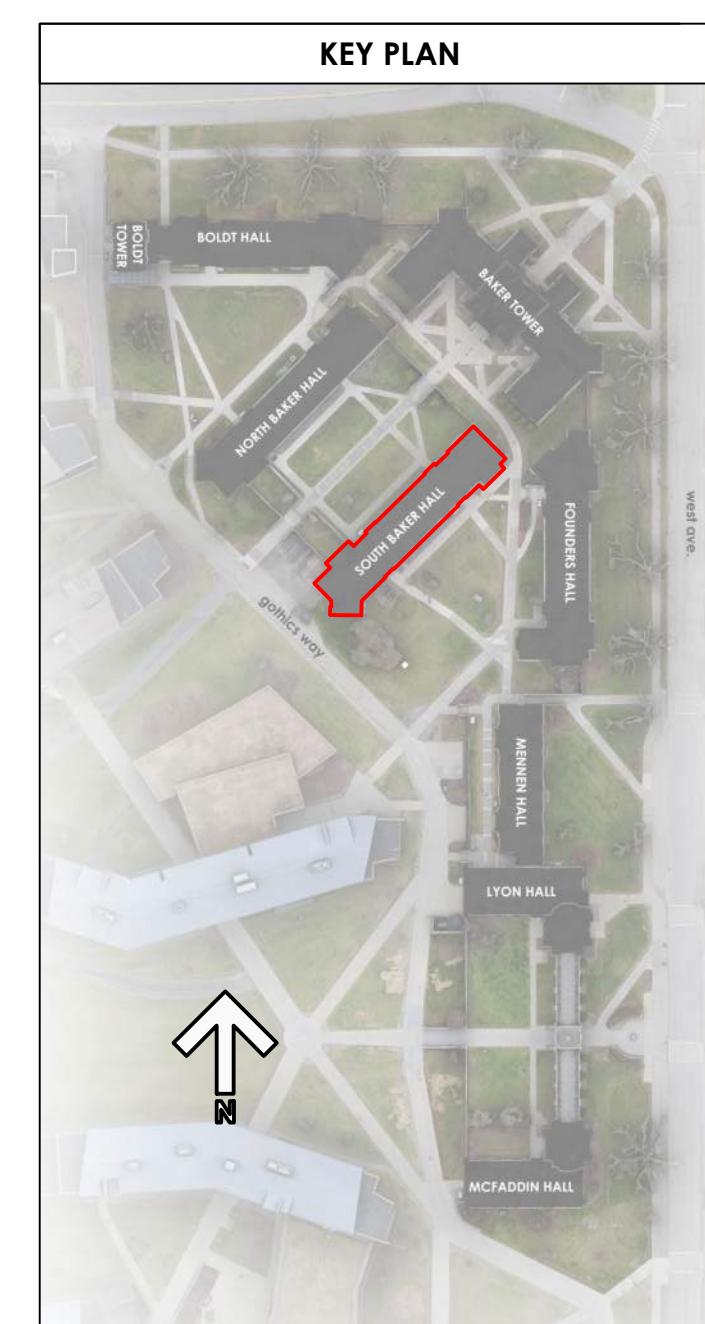 KEY PLAN
BOLDT
TOWER
BOLDT HALL
BAKER TOWER
NORTH BAKER HALL
SOUTH BAKER HALL
FOUNDERS HALL
west ave.
gothics way
MENNEN HALL
LYON HALL
N
MCFADDIN HALL